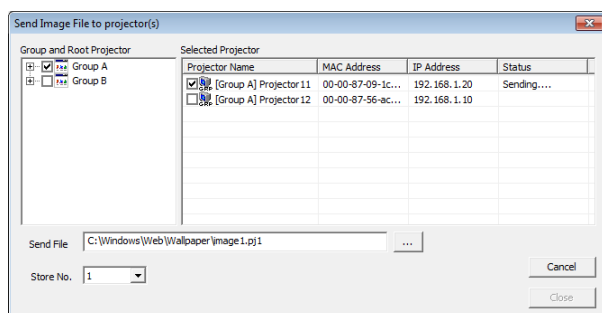 Send Image File to projector(s)
Group and Root Projector
Selected Projector
Group A
Group B
Projector Name MAC Address IP Address Status
[Group A] Projector11 00-00-87-09-1c... 192.168.1.20 Sending....
[Group A] Projector12 00-00-87-56-ac... 192.168.1.10
Send File C:\Windows\Web\Wallpaper\image1.pj1 ...
Store No. 1
Cancel
Close